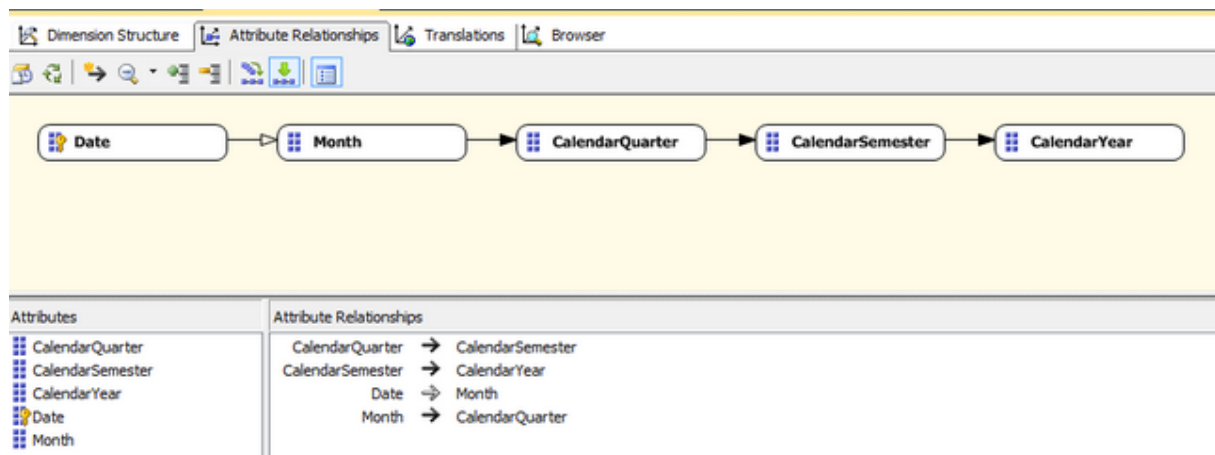 Dimension Structure Attribute Relationships Translations Browser
Date Month CalendarQuarter CalendarSemester CalendarYear
Attributes
CalendarQuarter
CalendarSemester
CalendarYear
Date
Month
Attribute Relationships
CalendarQuarter → CalendarSemester
CalendarSemester → CalendarYear
Date ⇒ Month
Month → CalendarQuarter